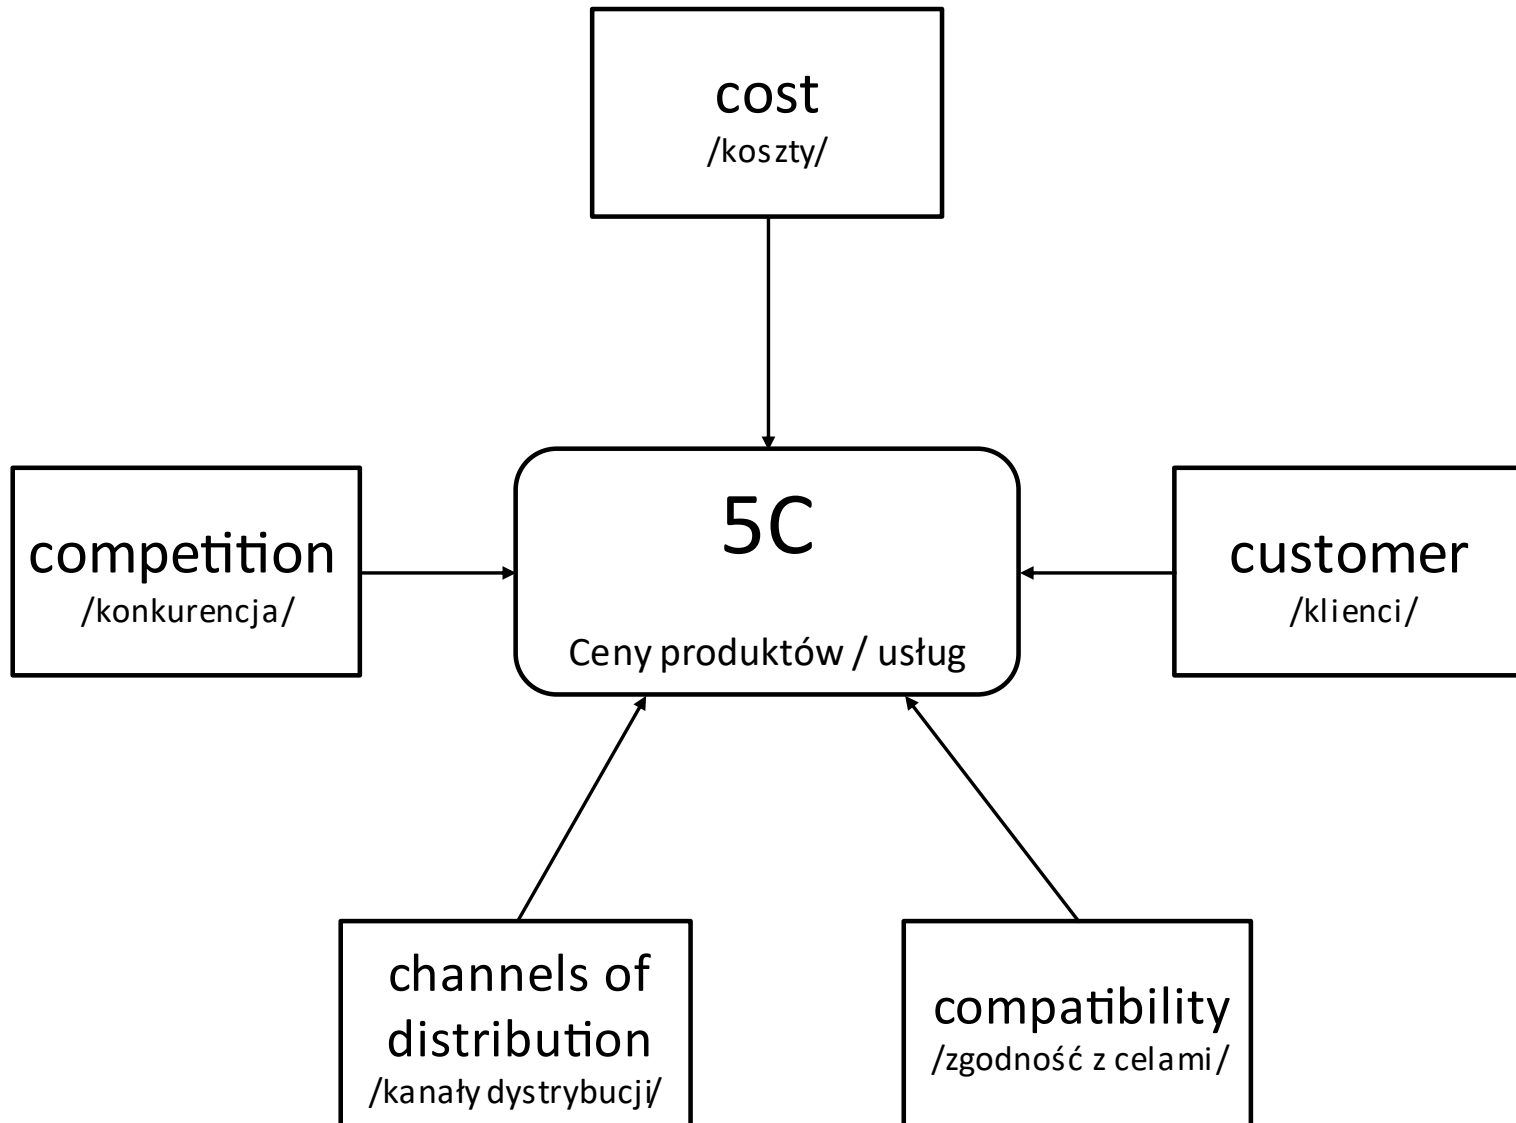 cost
/koszty/
competition
/konkurencja/
5C
Ceny produktów / usług
customer
/klienci/
channels of
distribution
/kanały dystrybucji/
compatibility
/zgodność z celami/